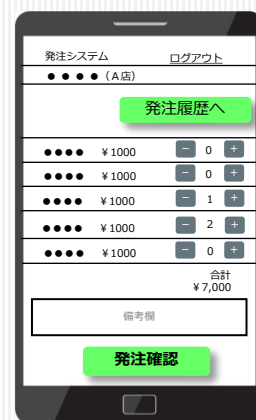 発注システム ログアウト
●●●●（A店）
発注履歴へ
●●●● ¥1000 － 0 ＋
●●●● ¥1000 － 0 ＋
●●●● ¥1000 － 1 ＋
●●●● ¥1000 － 2 ＋
●●●● ¥1000 － 0 ＋
合計
¥7,000
備考欄
発注確認